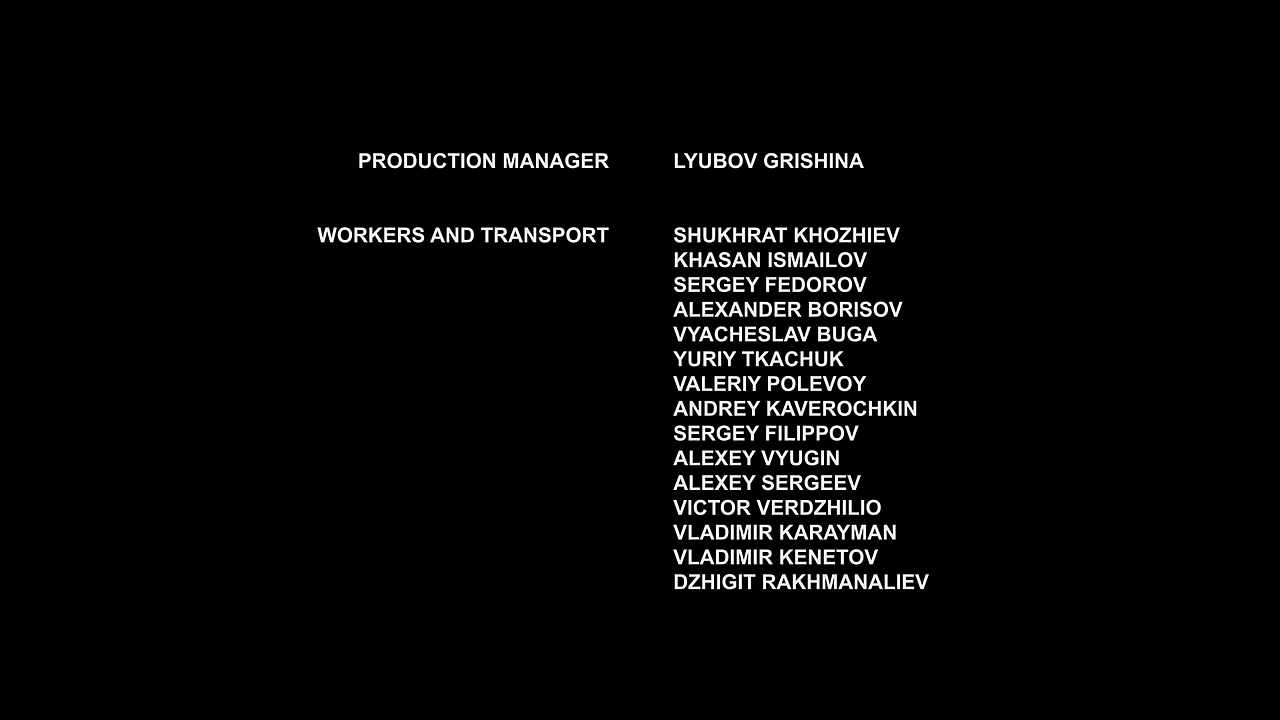 PRODUCTION MANAGER LYUBOV GRISHINA
WORKERS AND TRANSPORT SHUKHRAT KHOZHIEV
KHASAN ISMAILOV
SERGEY FEDOROV
ALEXANDER BORISOV
VYACHESLAV BUGA
YURIY TKACHUK
VALERIY POLEVOY
ANDREY KAVEROCHKIN
SERGEY FILIPPOV
ALEXEY VYUGIN
ALEXEY SERGEEV
VICTOR VERDZHILIO
VLADIMIR KARAYMAN
VLADIMIR KENETOV
DZHIGIT RAKHMANALIEV